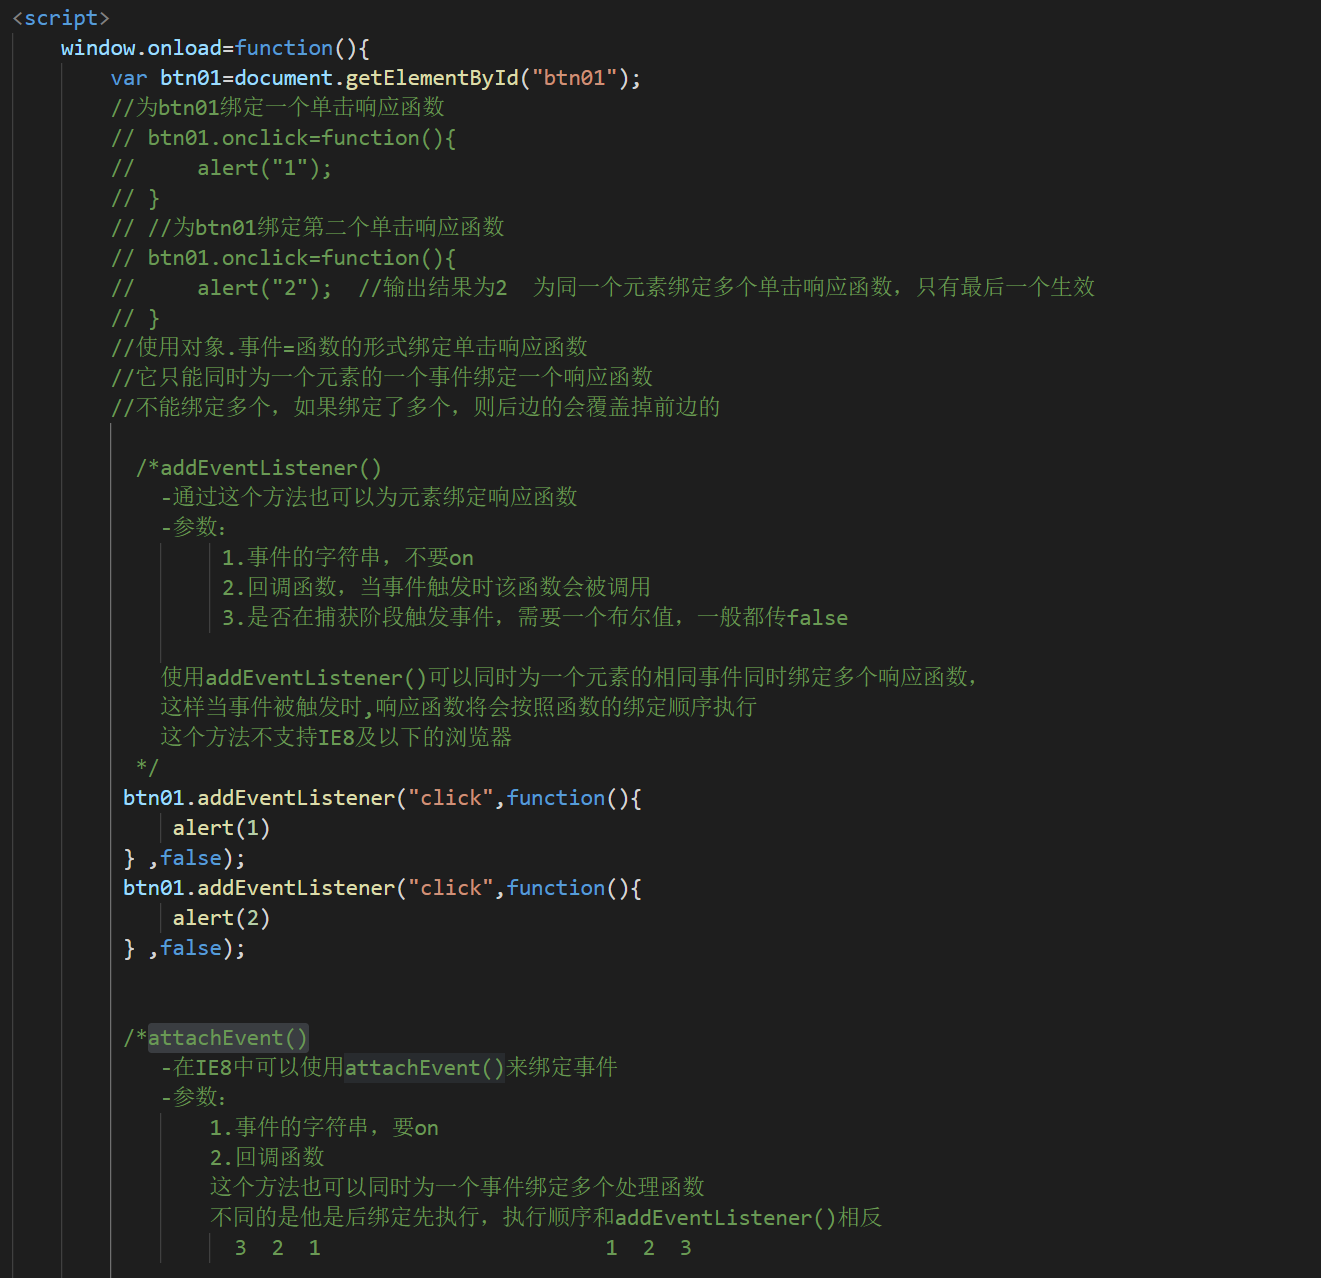 <script>
window.onload=function(){
var btn01=document.getElementById("btn01");
//为btn01绑定一个单击响应函数
// btn01.onclick=function(){
//     alert("1");
// }
// //为btn01绑定第二个单击响应函数
// btn01.onclick=function(){
//     alert("2");  //输出结果为2  为同一个元素绑定多个单击响应函数，只有最后一个生效
// }
//使用对象.事件=函数的形式绑定单击响应函数
//它只能同时为一个元素的一个事件绑定一个响应函数
//不能绑定多个，如果绑定了多个，则后边的会覆盖掉前边的
/*addEventListener()
-通过这个方法也可以为元素绑定响应函数
-参数：
1.事件的字符串，不要on
2.回调函数，当事件触发时该函数会被调用
3.是否在捕获阶段触发事件，需要一个布尔值，一般都传false
使用addEventListener()可以同时为一个元素的相同事件同时绑定多个响应函数，
这样当事件被触发时,响应函数将会按照函数的绑定顺序执行
这个方法不支持IE8及以下的浏览器
*/
btn01.addEventListener("click",function(){
alert(1)
} ,false);
btn01.addEventListener("click",function(){
alert(2)
} ,false);
/*attachEvent()
-在IE8中可以使用attachEvent()来绑定事件
-参数：
1.事件的字符串，要on
2.回调函数
这个方法也可以同时为一个事件绑定多个处理函数
不同的是他是后绑定先执行，执行顺序和addEventListener()相反
3  2  1                       1  2  3